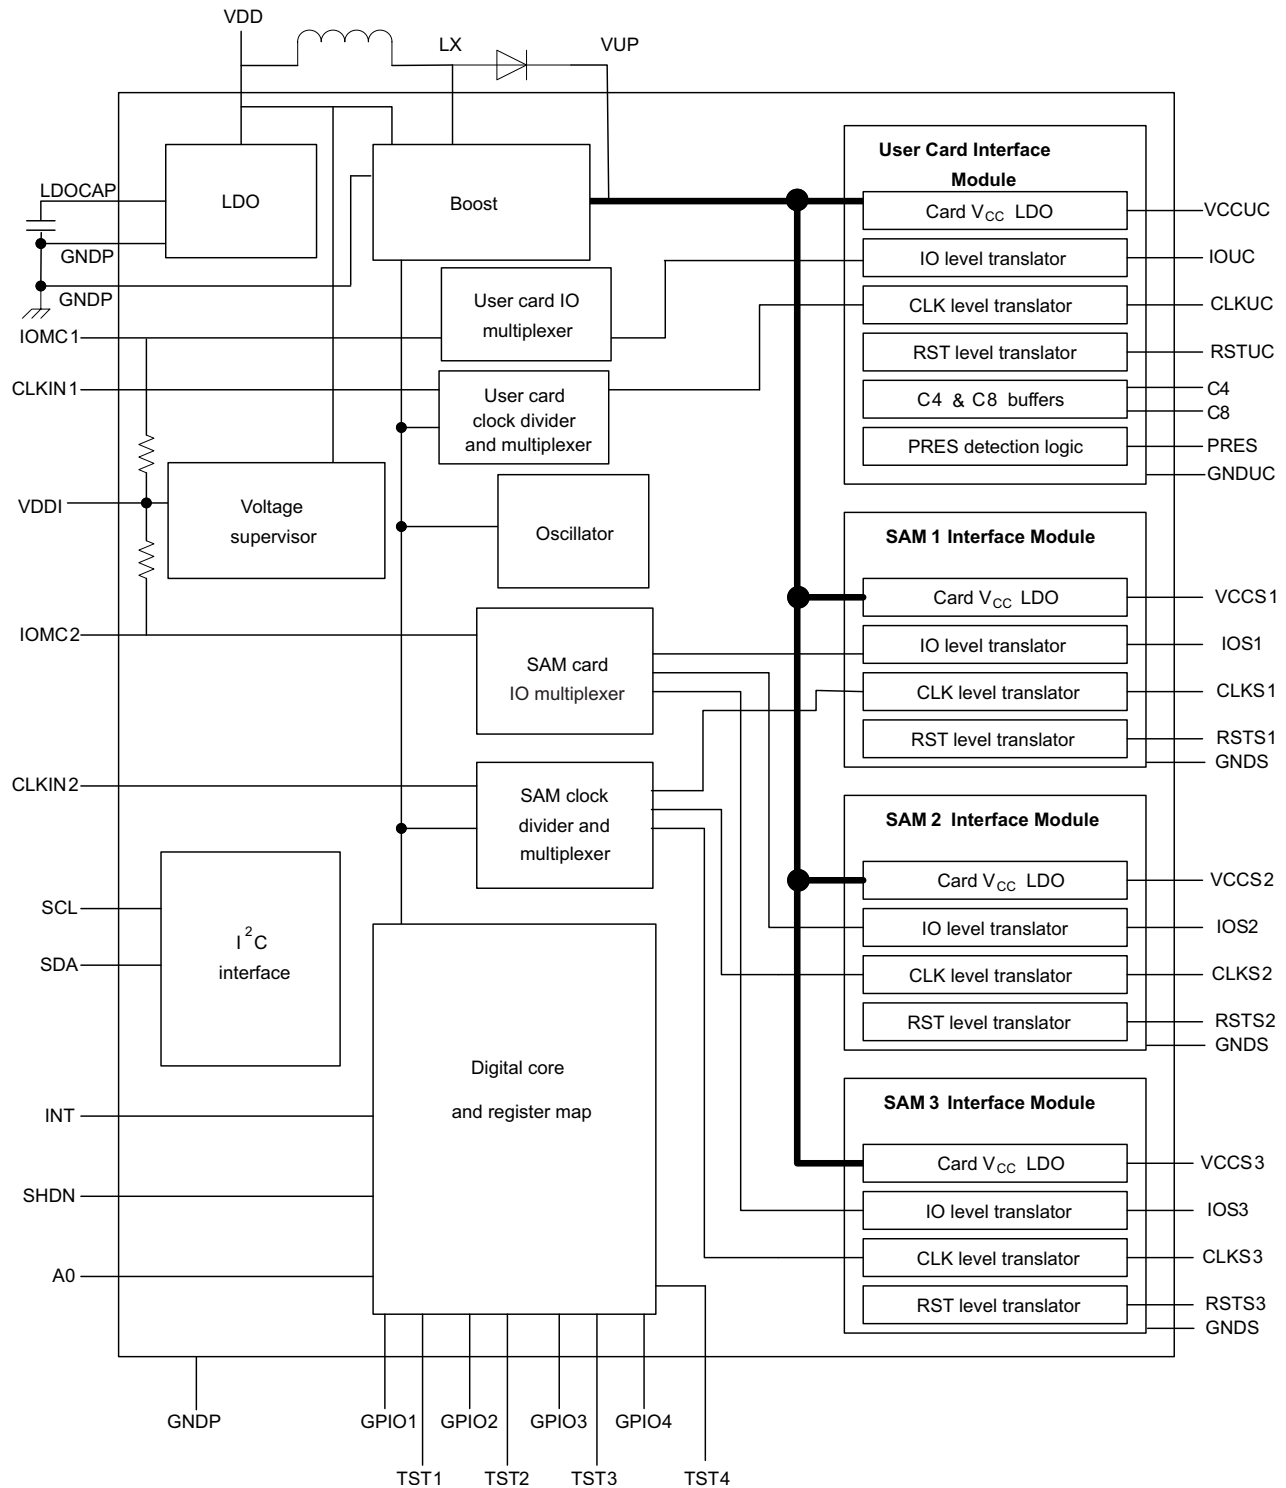 VDD
LX
VUP
LDO
LDOCAP
GNDP
GNDP
Boost
User Card Interface
Module
Card VCC LDO
VCCUC
IO level translator
IOUC
CLK level translator
CLKUC
RST level translator
RSTUC
C4 & C8 buffers
C4
C8
PRES detection logic
PRES
GNDUC
IOMC1
User card IO
multiplexer
CLKIN1
User card
clock divider
and multiplexer
VDDI
Voltage
supervisor
Oscillator
SAM 1 Interface Module
Card VCC LDO
VCCS1
IO level translator
IOS1
CLK level translator
CLKS1
RST level translator
RSTS1
GNDS
IOMC2
SAM card
IO multiplexer
CLKIN2
SAM clock
divider and
multiplexer
SAM 2 Interface Module
Card VCC LDO
VCCS2
IO level translator
IOS2
CLK level translator
CLKS2
RST level translator
RSTS2
GNDS
SCL
SDA
I2C
interface
Digital core
and register map
INT
SHDN
A0
SAM 3 Interface Module
Card VCC LDO
VCCS3
IO level translator
IOS3
CLK level translator
CLKS3
RST level translator
RSTS3
GNDS
GNDP
GPIO1
GPIO2
GPIO3
GPIO4
TST1
TST2
TST3
TST4